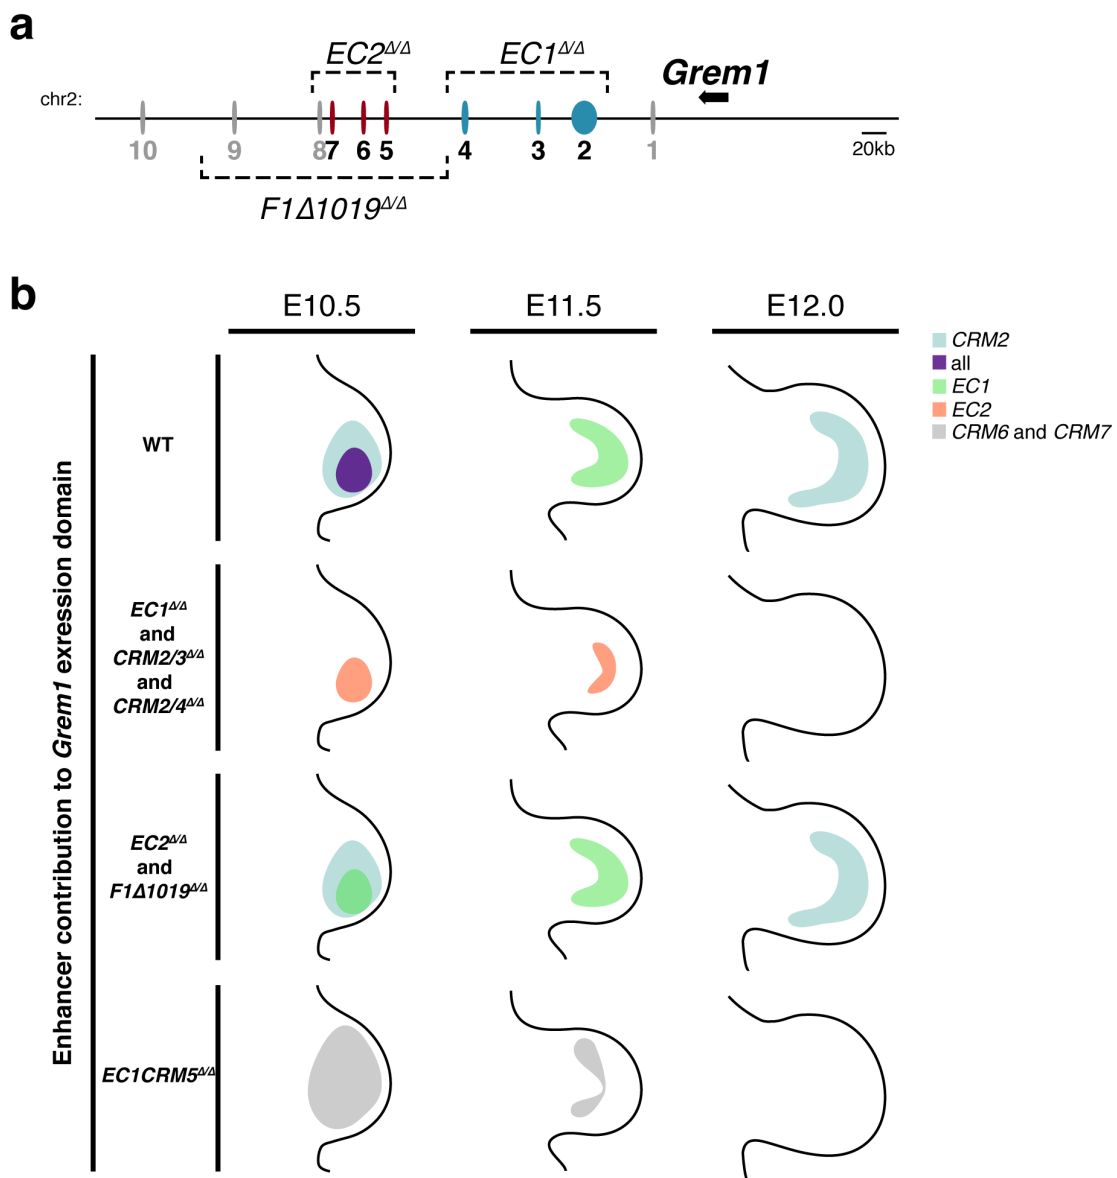 a
EC2Δ/Δ
EC1Δ/Δ
Grem1
chr2:
10
9
8
7
6
5
4
3
2
1
20kb
F1Δ1019Δ/Δ
b
E10.5
E11.5
E12.0
CRM2
all
EC1
EC2
CRM6 and CRM7
Enhancer contribution to Grem1 exression domain
WT
EC1Δ/Δ
and
CRM2/3Δ/Δ
and
CRM2/4Δ/Δ
EC2Δ/Δ
and
F1Δ1019Δ/Δ
EC1CRM5Δ/Δ